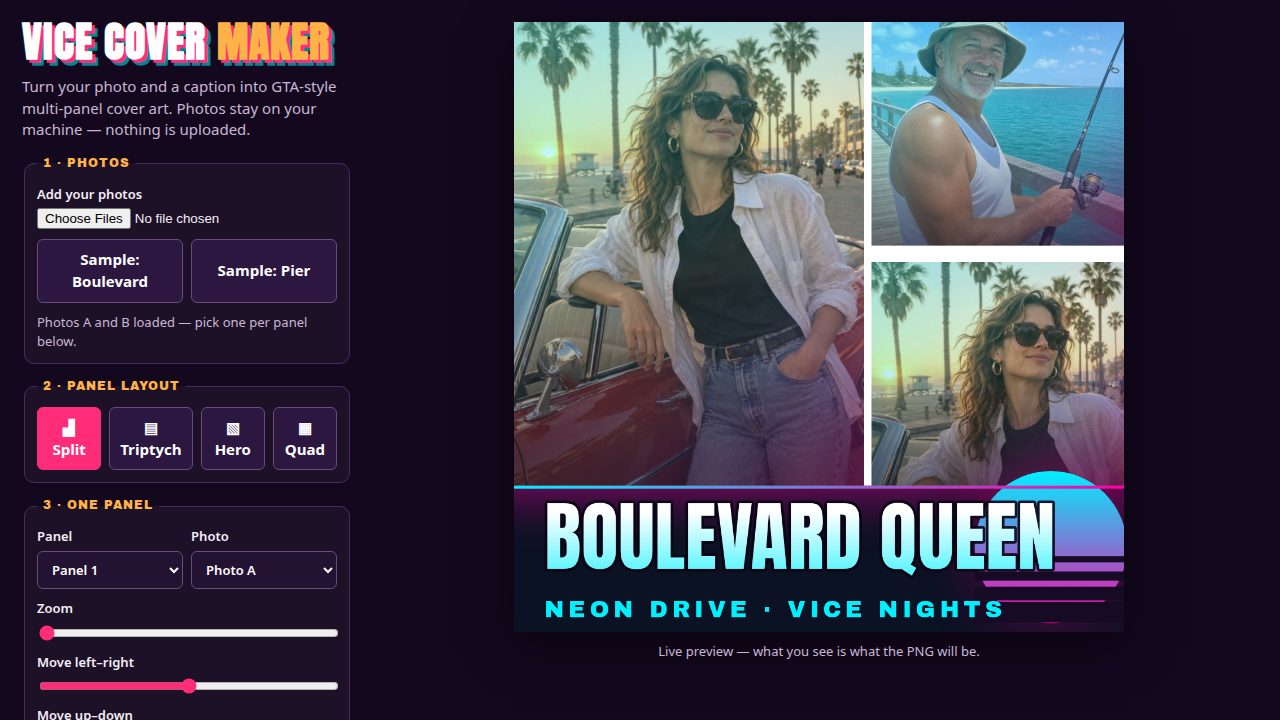 VICE COVER MAKER
Turn your photo and a caption into GTA-style
multi-panel cover art. Photos stay on your
machine — nothing is uploaded.
1 · PHOTOS
Add your photos
Choose Files No file chosen
Sample:
Boulevard
Sample: Pier
Photos A and B loaded — pick one per panel
below.
2 · PANEL LAYOUT
Split
Triptych
Hero
Quad
3 · ONE PANEL
Panel
Photo
Panel 1
Photo A
Zoom
Move left–right
Move up–down
BOULEVARD QUEEN
NEON DRIVE · VICE NIGHTS
Live preview — what you see is what the PNG will be.